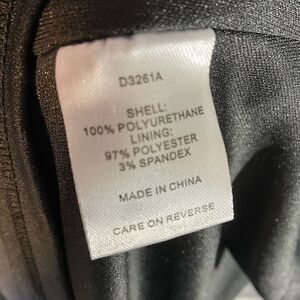 D3261A
SHELL:
100% POLYURETHANE
LINING:
97% POLYESTER
3% SPANDEX
MADE IN CHINA
CARE ON REVERSE